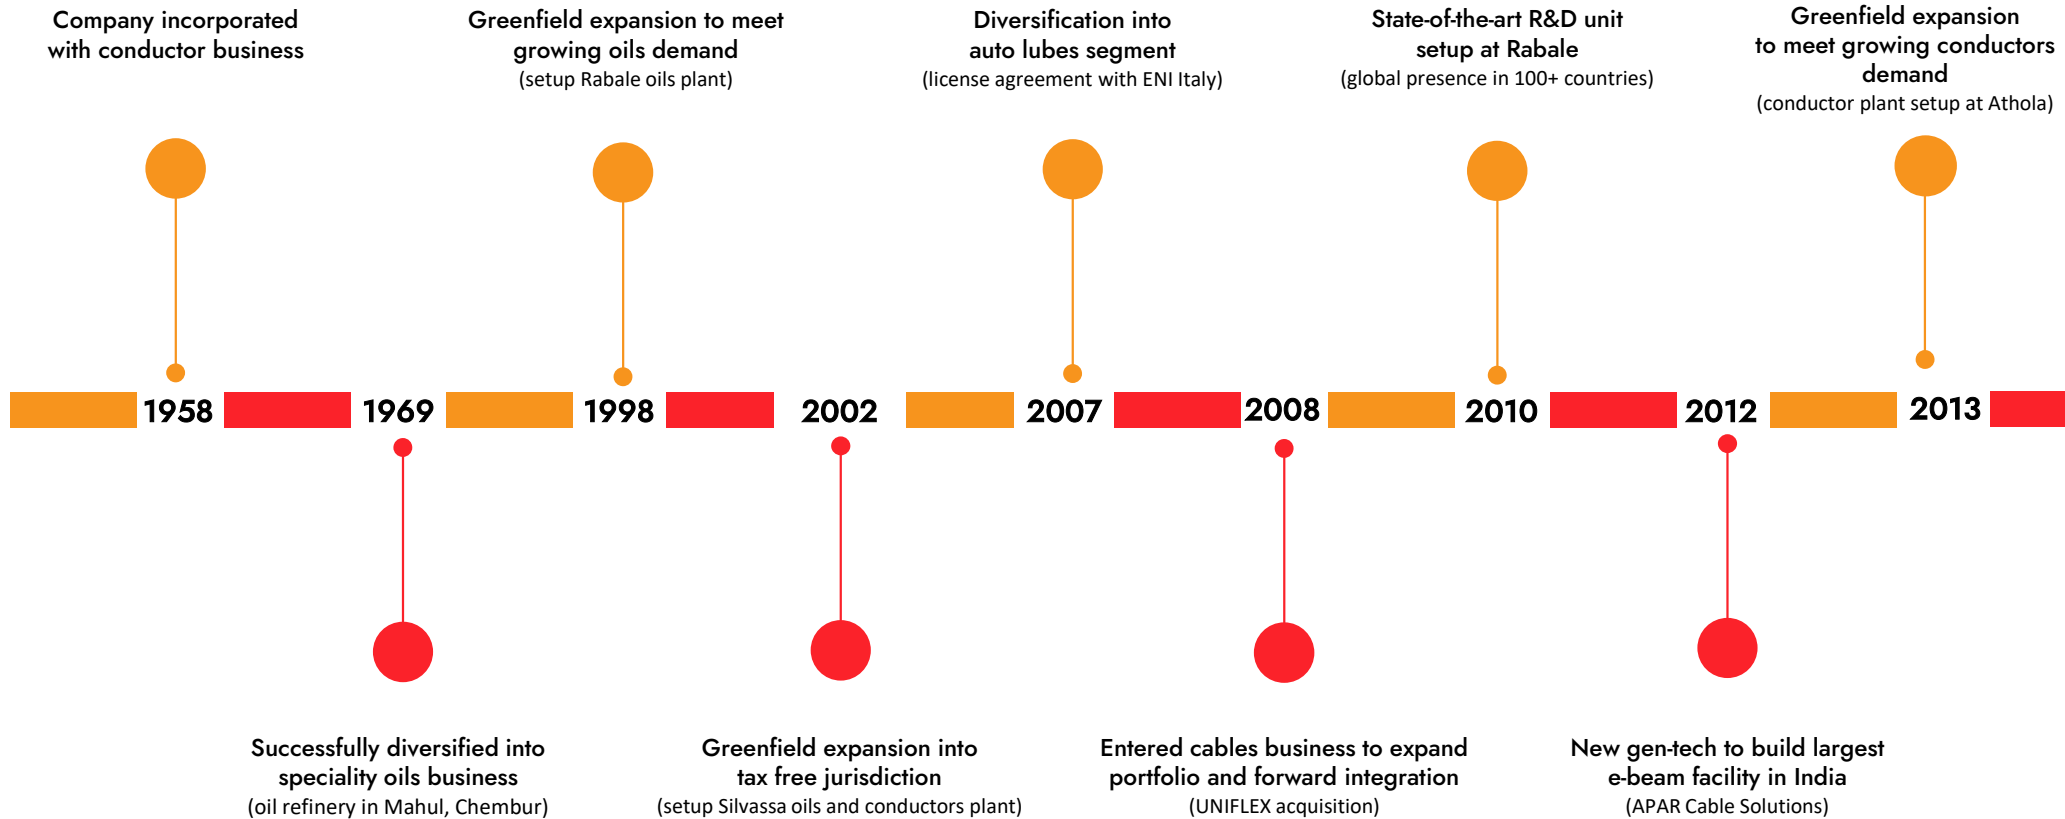 Company incorporated
with conductor business
Greenfield expansion to meet
growing oils demand
(setup Rabale oils plant)
Diversification into
auto lubes segment
(license agreement with ENI Italy)
State-of-the-art R&D unit
setup at Rabale
(global presence in 100+ countries)
Greenfield expansion
to meet growing conductors
demand
(conductor plant setup at Athola)
1958
1969
1998
2002
2007
2008
2010
2012
2013
Successfully diversified into
speciality oils business
(oil refinery in Mahul, Chembur)
Greenfield expansion into
tax free jurisdiction
(setup Silvassa oils and conductors plant)
Entered cables business to expand
portfolio and forward integration
(UNIFLEX acquisition)
New gen-tech to build largest
e-beam facility in India
(APAR Cable Solutions)